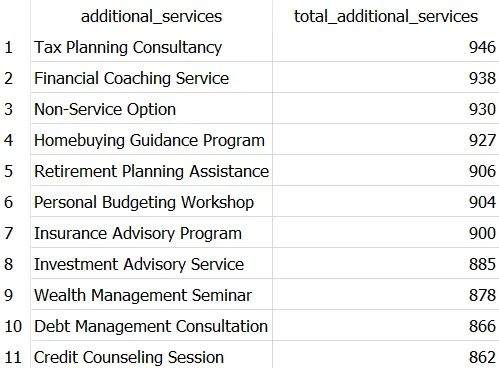 additional_services total_additional_services
1 Tax Planning Consultancy 946
2 Financial Coaching Service 938
3 Non-Service Option 930
4 Homebuying Guidance Program 927
5 Retirement Planning Assistance 906
6 Personal Budgeting Workshop 904
7 Insurance Advisory Program 900
8 Investment Advisory Service 885
9 Wealth Management Seminar 878
10 Debt Management Consultation 866
11 Credit Counseling Session 862